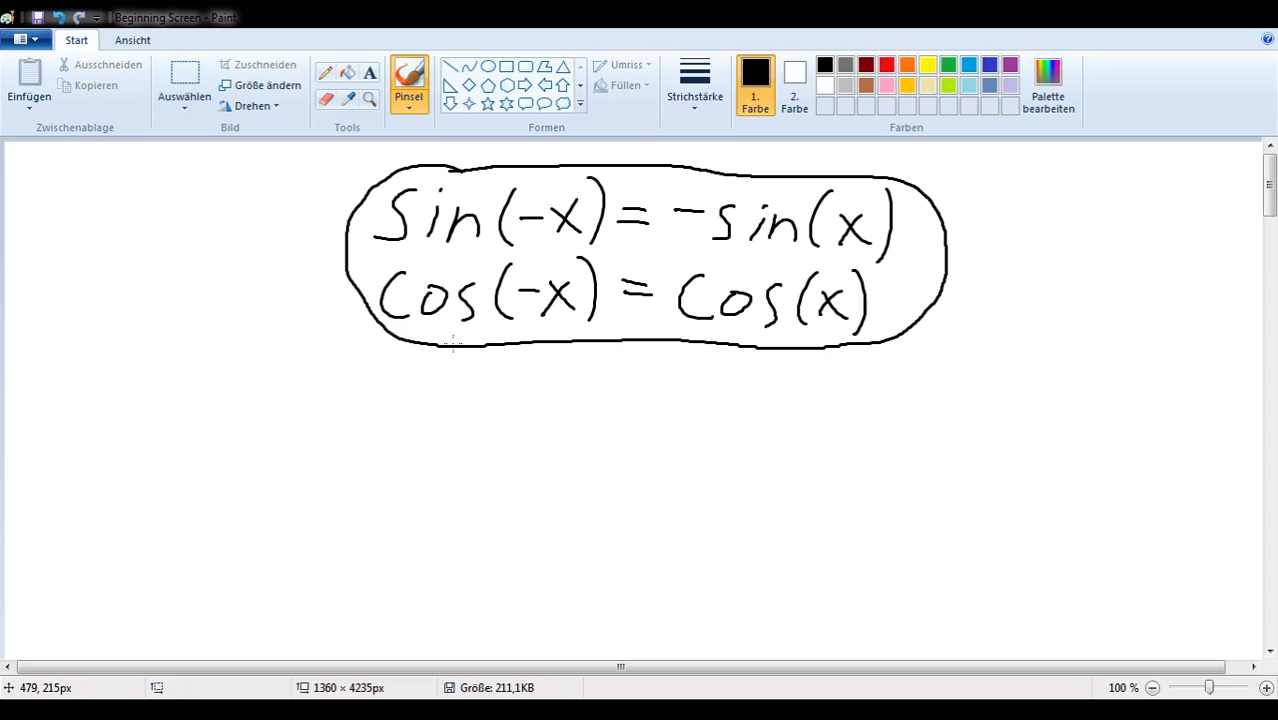 Beginning Screen - Paint
Start Ansicht
Einfügen
Ausschneiden
Kopieren
Zwischenablage
Auswählen
Zuschneiden
Größe ändern
Drehen
Bild
A
Tools
Pinsel
Formen
Umriss
Füllen
Strichstärke
1. Farbe
2. Farbe
Palette bearbeiten
Farben
Sin(-x) = -sin(x)
Cos(-x) = Cos(x)
479, 215px 1360 × 4235px Größe: 211,1KB 100 %